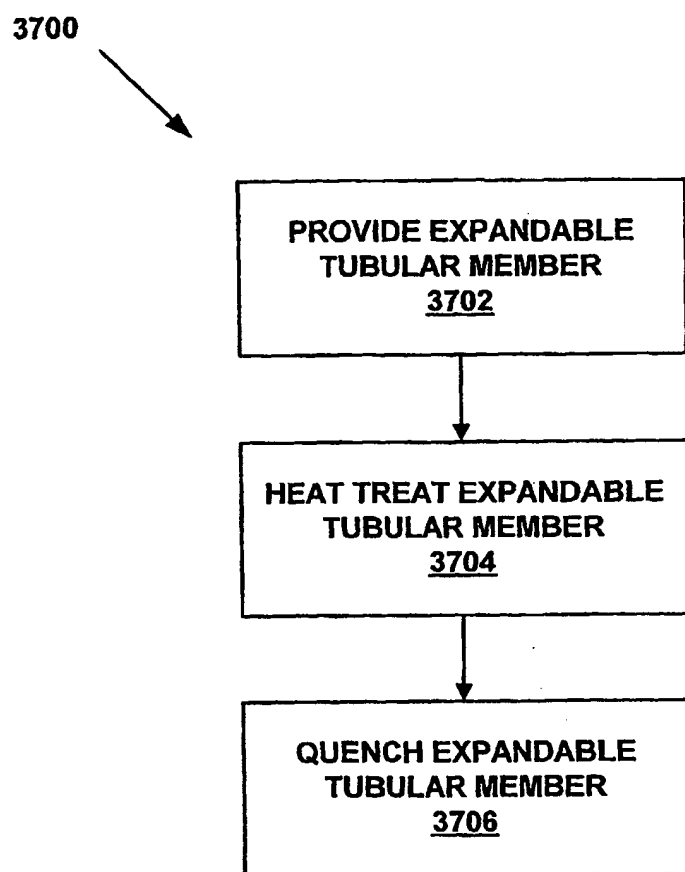 3700
PROVIDE EXPANDABLE
TUBULAR MEMBER
3702
HEAT TREAT EXPANDABLE
TUBULAR MEMBER
3704
QUENCH EXPANDABLE
TUBULAR MEMBER
3706